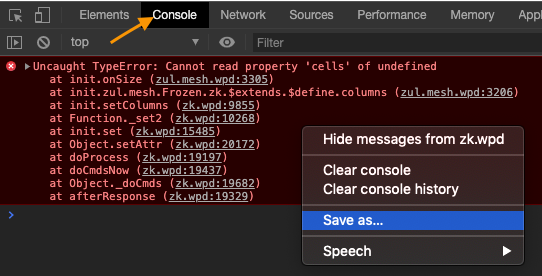 Elements Console Network Sources Performance Memory Appl
top Filter
Uncaught TypeError: Cannot read property 'cells' of undefined
at init.onSize (zul.mesh.wpd:3305)
at init.zul.mesh.Frozen.zk.$extends.$define.columns (zul.mesh.wpd:3206)
at init.setColumns (zk.wpd:9855)
at Function._set2 (zk.wpd:10268)
at init.set (zk.wpd:15485)
at Object.setAttr (zk.wpd:20172)
at doProcess (zk.wpd:19197)
at doCmdsNow (zk.wpd:19437)
at Object._doCmds (zk.wpd:19682)
at afterResponse (zk.wpd:19329)
Hide messages from zk.wpd
Clear console
Clear console history
Save as...
Speech